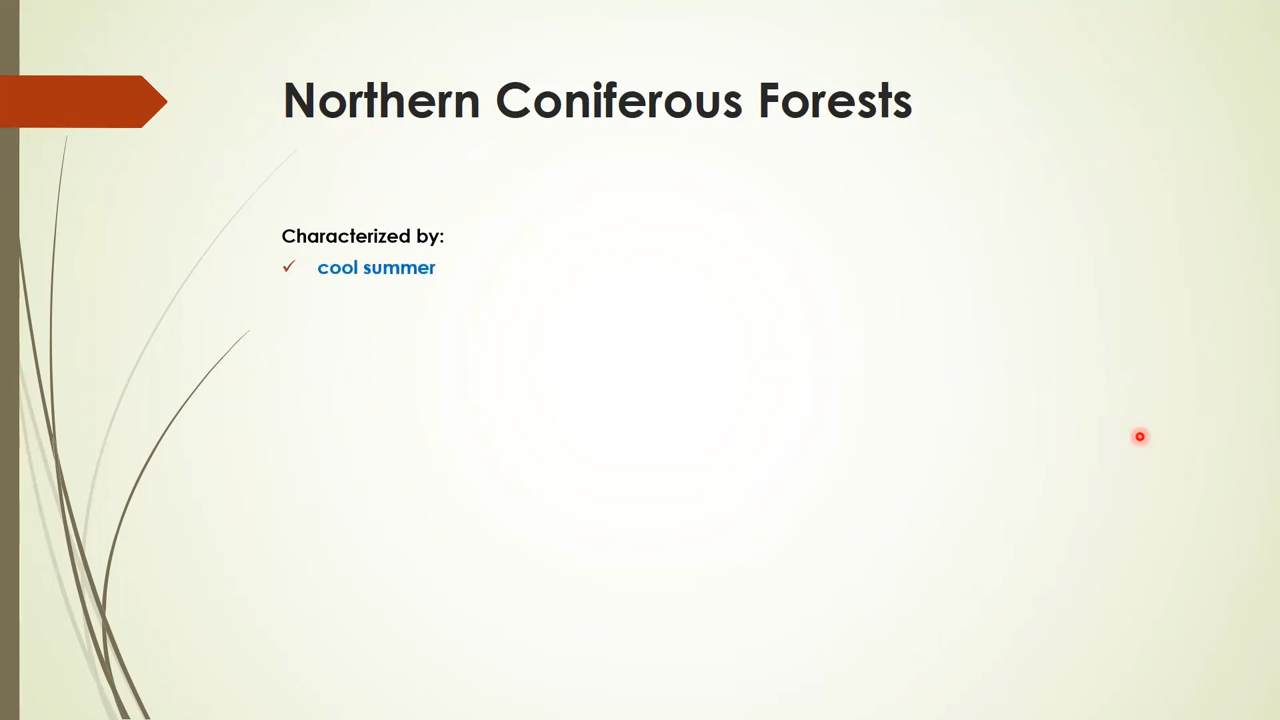 Northern Coniferous Forests
Characterized by:
✓ cool summer